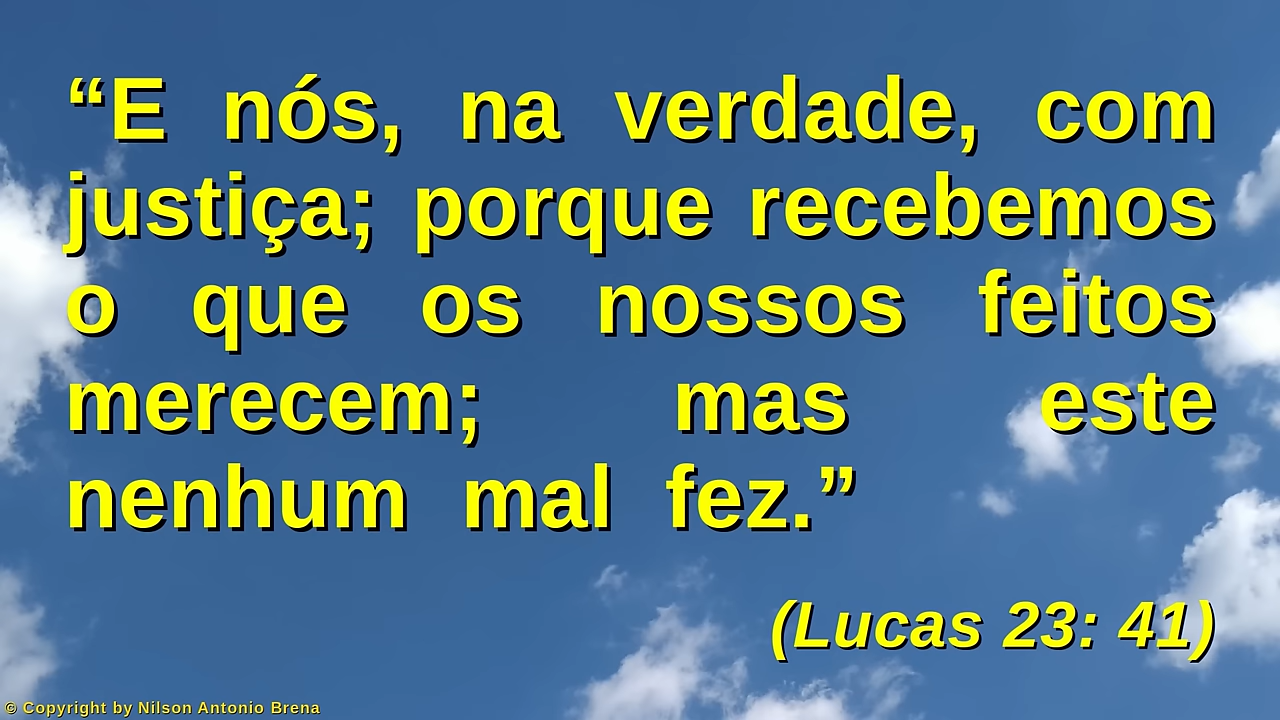 “E nós, na verdade, com
justiça; porque recebemos
o que os nossos feitos
merecem; mas este
nenhum mal fez.”
(Lucas 23: 41)
© Copyright by Nilson Antonio Brena